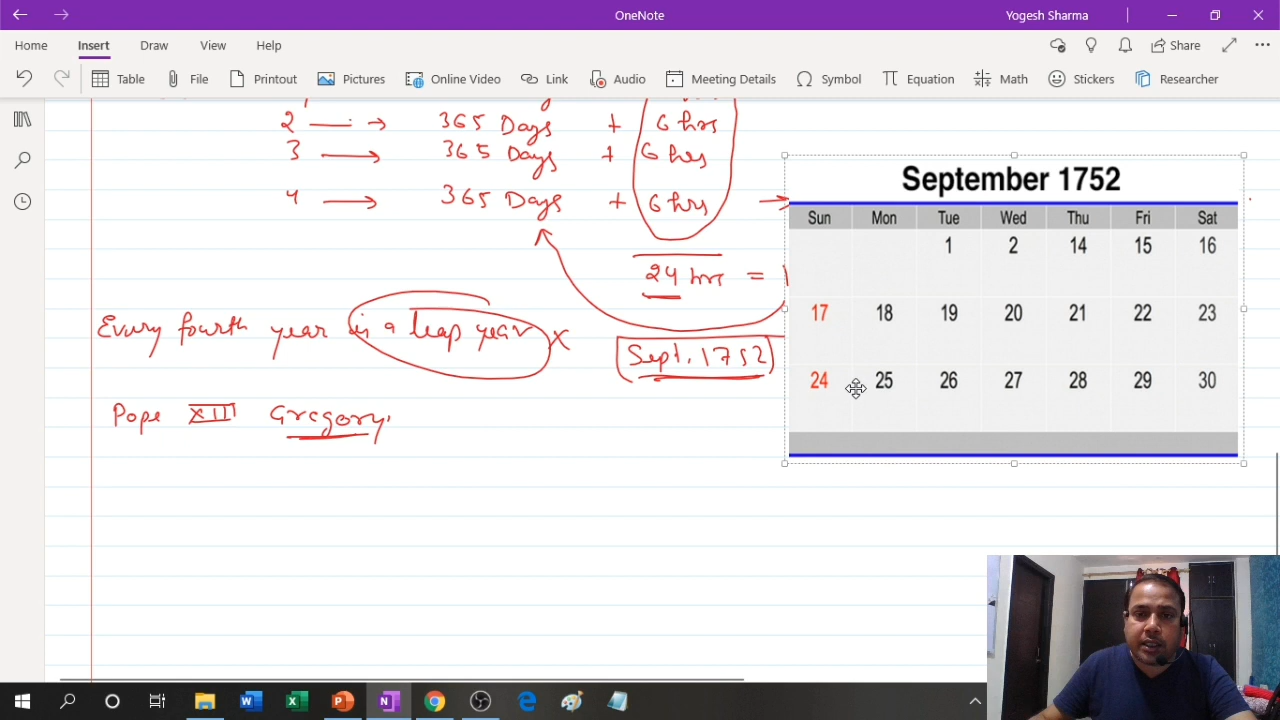 OneNote
Yogesh Sharma
Home Insert Draw View Help
Share
Table File Printout Pictures Online Video Link Audio Meeting Details Symbol Equation Math Stickers Researcher
2 → 365 Days + 6 hrs
3 → 365 Days + 6 hrs
4 → 365 Days + 6 hrs →
24 hrs =
Every fourth year is a leap year x
Sept. 1752
Pope XIII Gregory.
September 1752
Sun Mon Tue Wed Thu Fri Sat
1 2 14 15 16
17 18 19 20 21 22 23
24 25 26 27 28 29 30